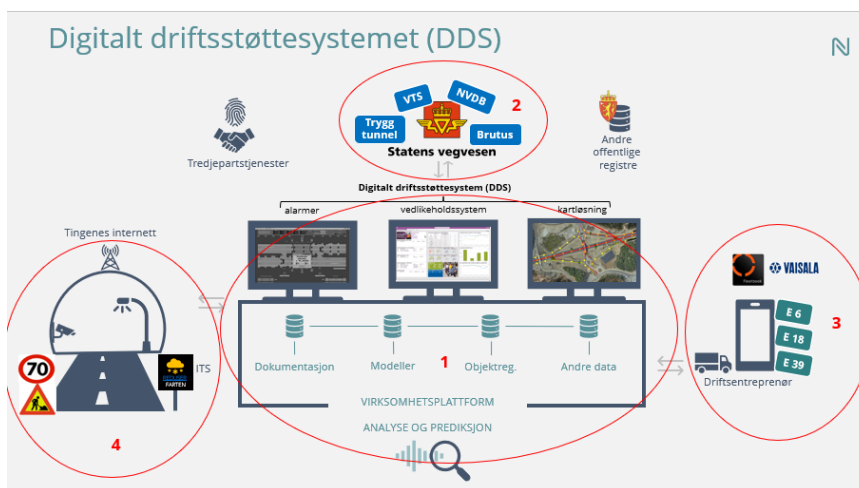 Digitalt driftsstøttesystemet (DDS)
VTS
NVDB
2
Trygg
tunnel
Brutus
Statens vegvesen
Tredjepartstjenester
Andre
offentlige
registre
Digitalt driftsstøttesystem (DDS)
alarmer
vedlikeholdssystem
kartløsning
Tingenes internett
VAISALA
E 6
E 18
E 39
3
Driftsentreprenør
70
FARTEN
ITS
4
Dokumentasjon
Modeller
1
Objektreg.
Andre data
VIRKSOMHETSPLATTFORM
ANALYSE OG PREDIKSJON